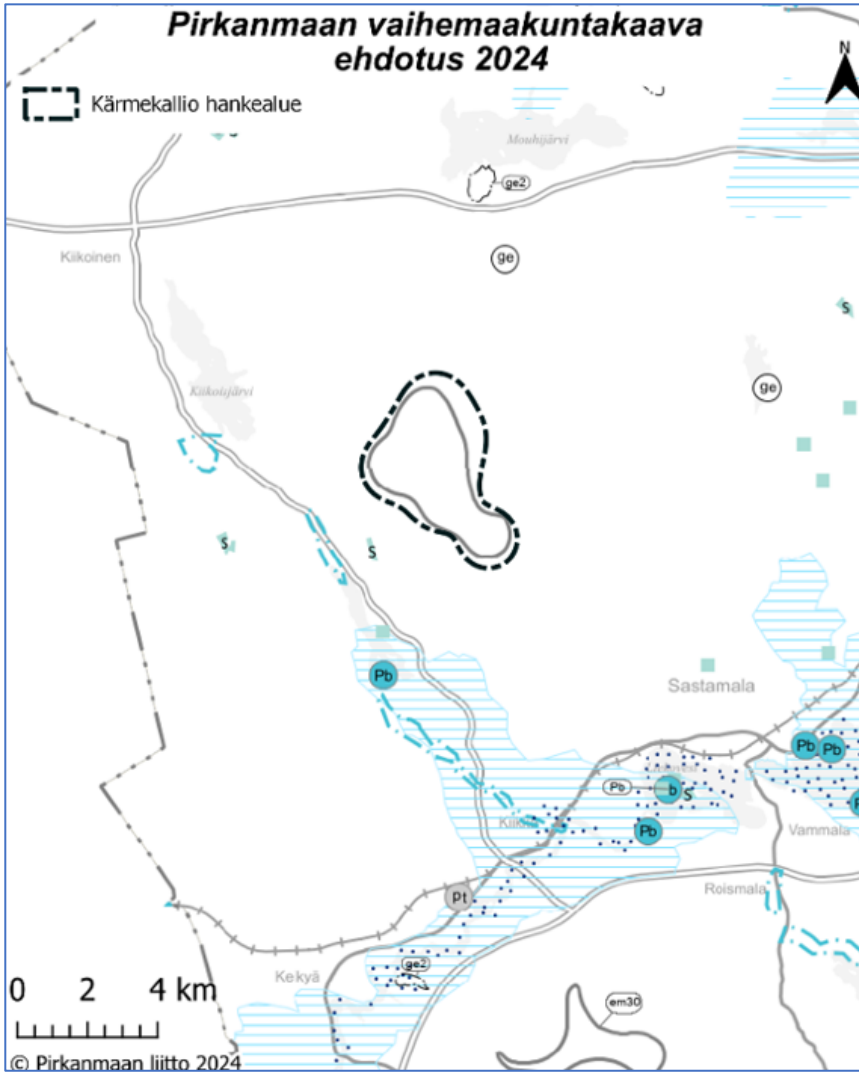 Pirkanmaan vaihemaakuntakaava
ehdotus 2024
N
Kärmekallio hankealue
s
Mouhijärvi
ge2
Kiikoinen
ge
s
Kiikoisjärvi
ge
s
s
Sastamala
Pb
Pb
Pb
Pb
b
s
Pb
Vammala
Roismala
pt
Kekyä
ge2
em30
0 2 4 km
© Pirkanmaan liitto 2024